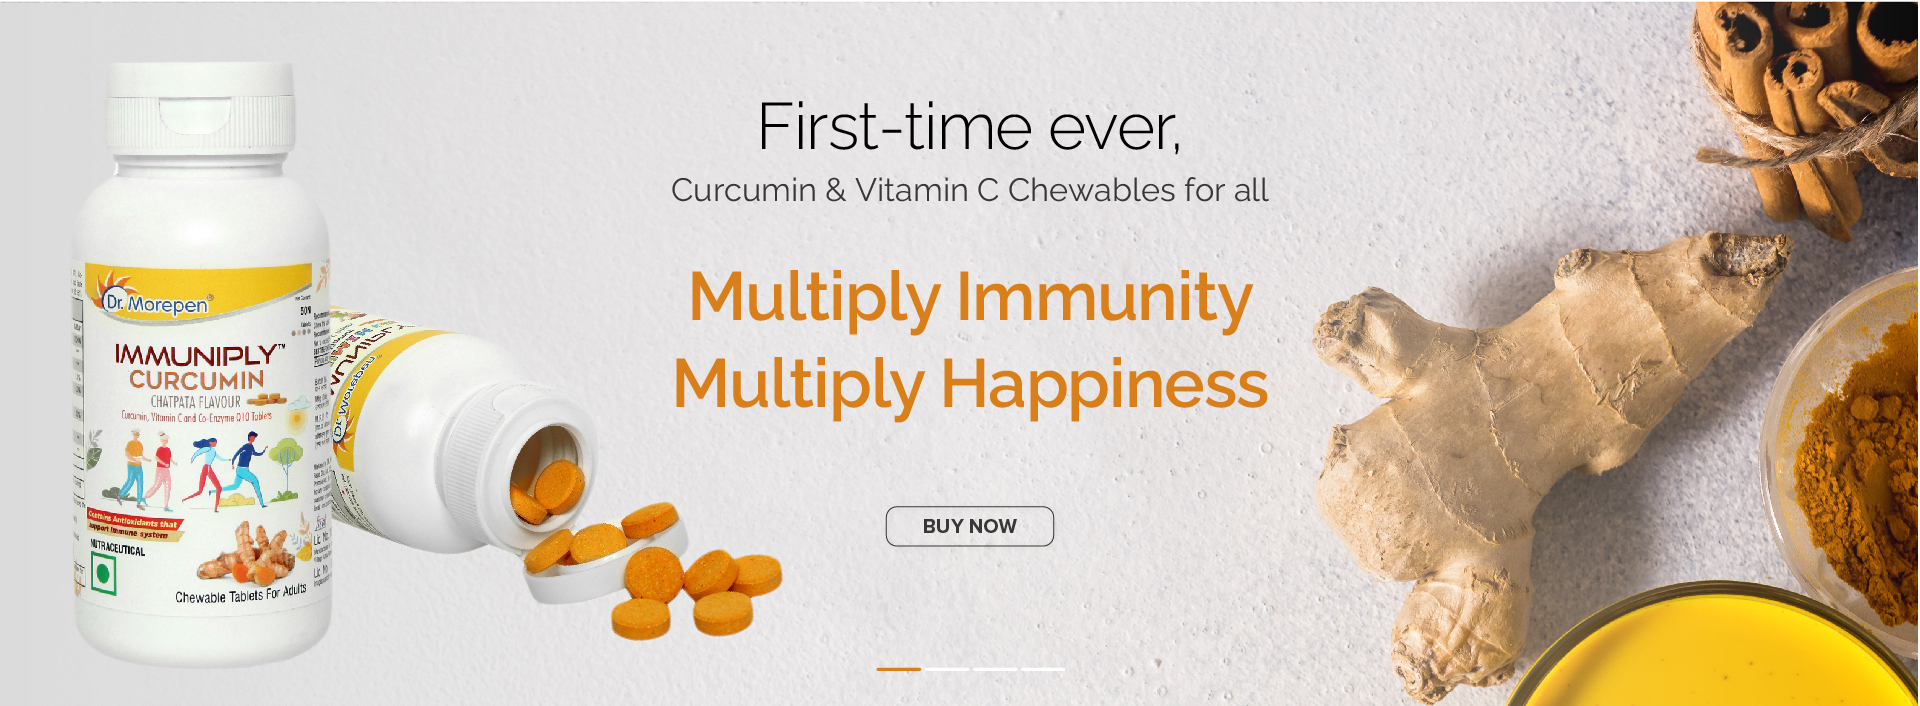 First-time ever,
Curcumin & Vitamin C Chewables for all
Multiply Immunity
Multiply Happiness
BUY NOW
Dr. Morepen®
IMMUNIPLY™
CURCUMIN
CHATPATA FLAVOUR
Curcumin, Vitamin C and Co-Enzyme Q10 Tablets
Contains Antioxidants that
support immune system
NUTRACEUTICAL
Chewable Tablets For Adults
50N
Dr. Morepen